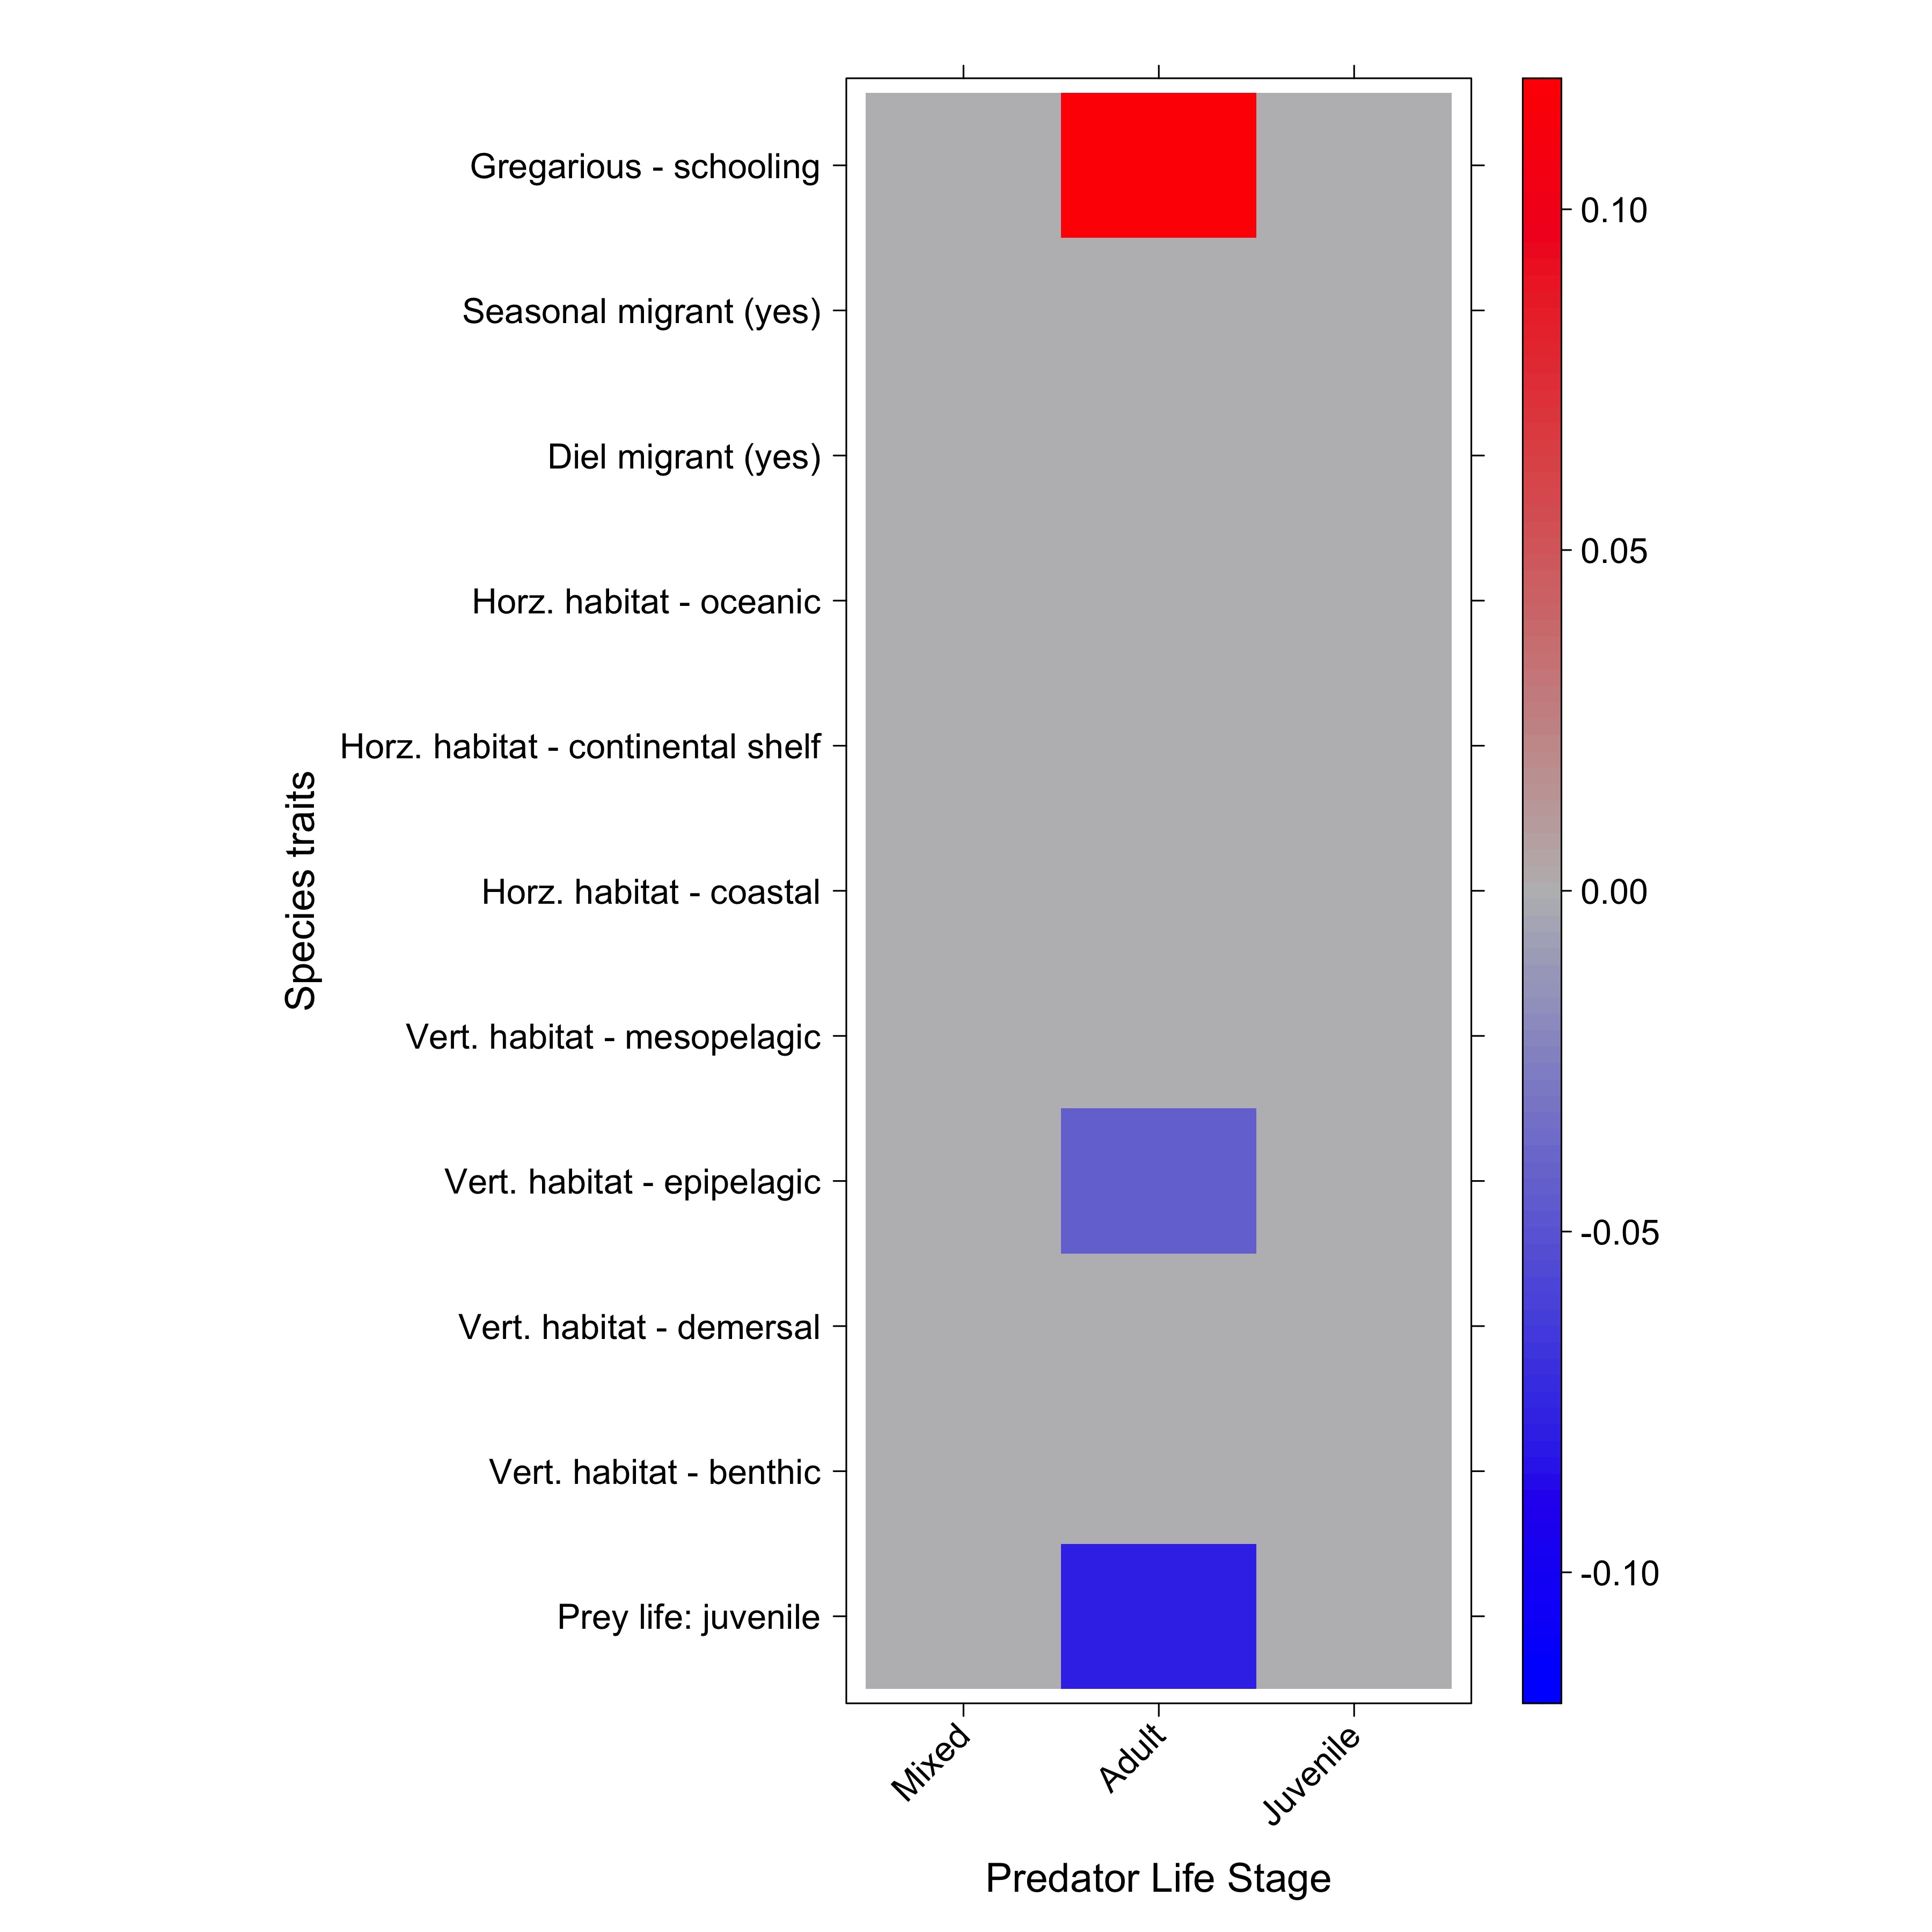 Species traits
Gregarious - schooling
Seasonal migrant (yes)
Diel migrant (yes)
Horz. habitat - oceanic
Horz. habitat - continental shelf
Horz. habitat - coastal
Vert. habitat - mesopelagic
Vert. habitat - epipelagic
Vert. habitat - demersal
Vert. habitat - benthic
Prey life: juvenile
Mixed
Adult
Juvenile
Predator Life Stage
0.10
0.05
0.00
-0.05
-0.10